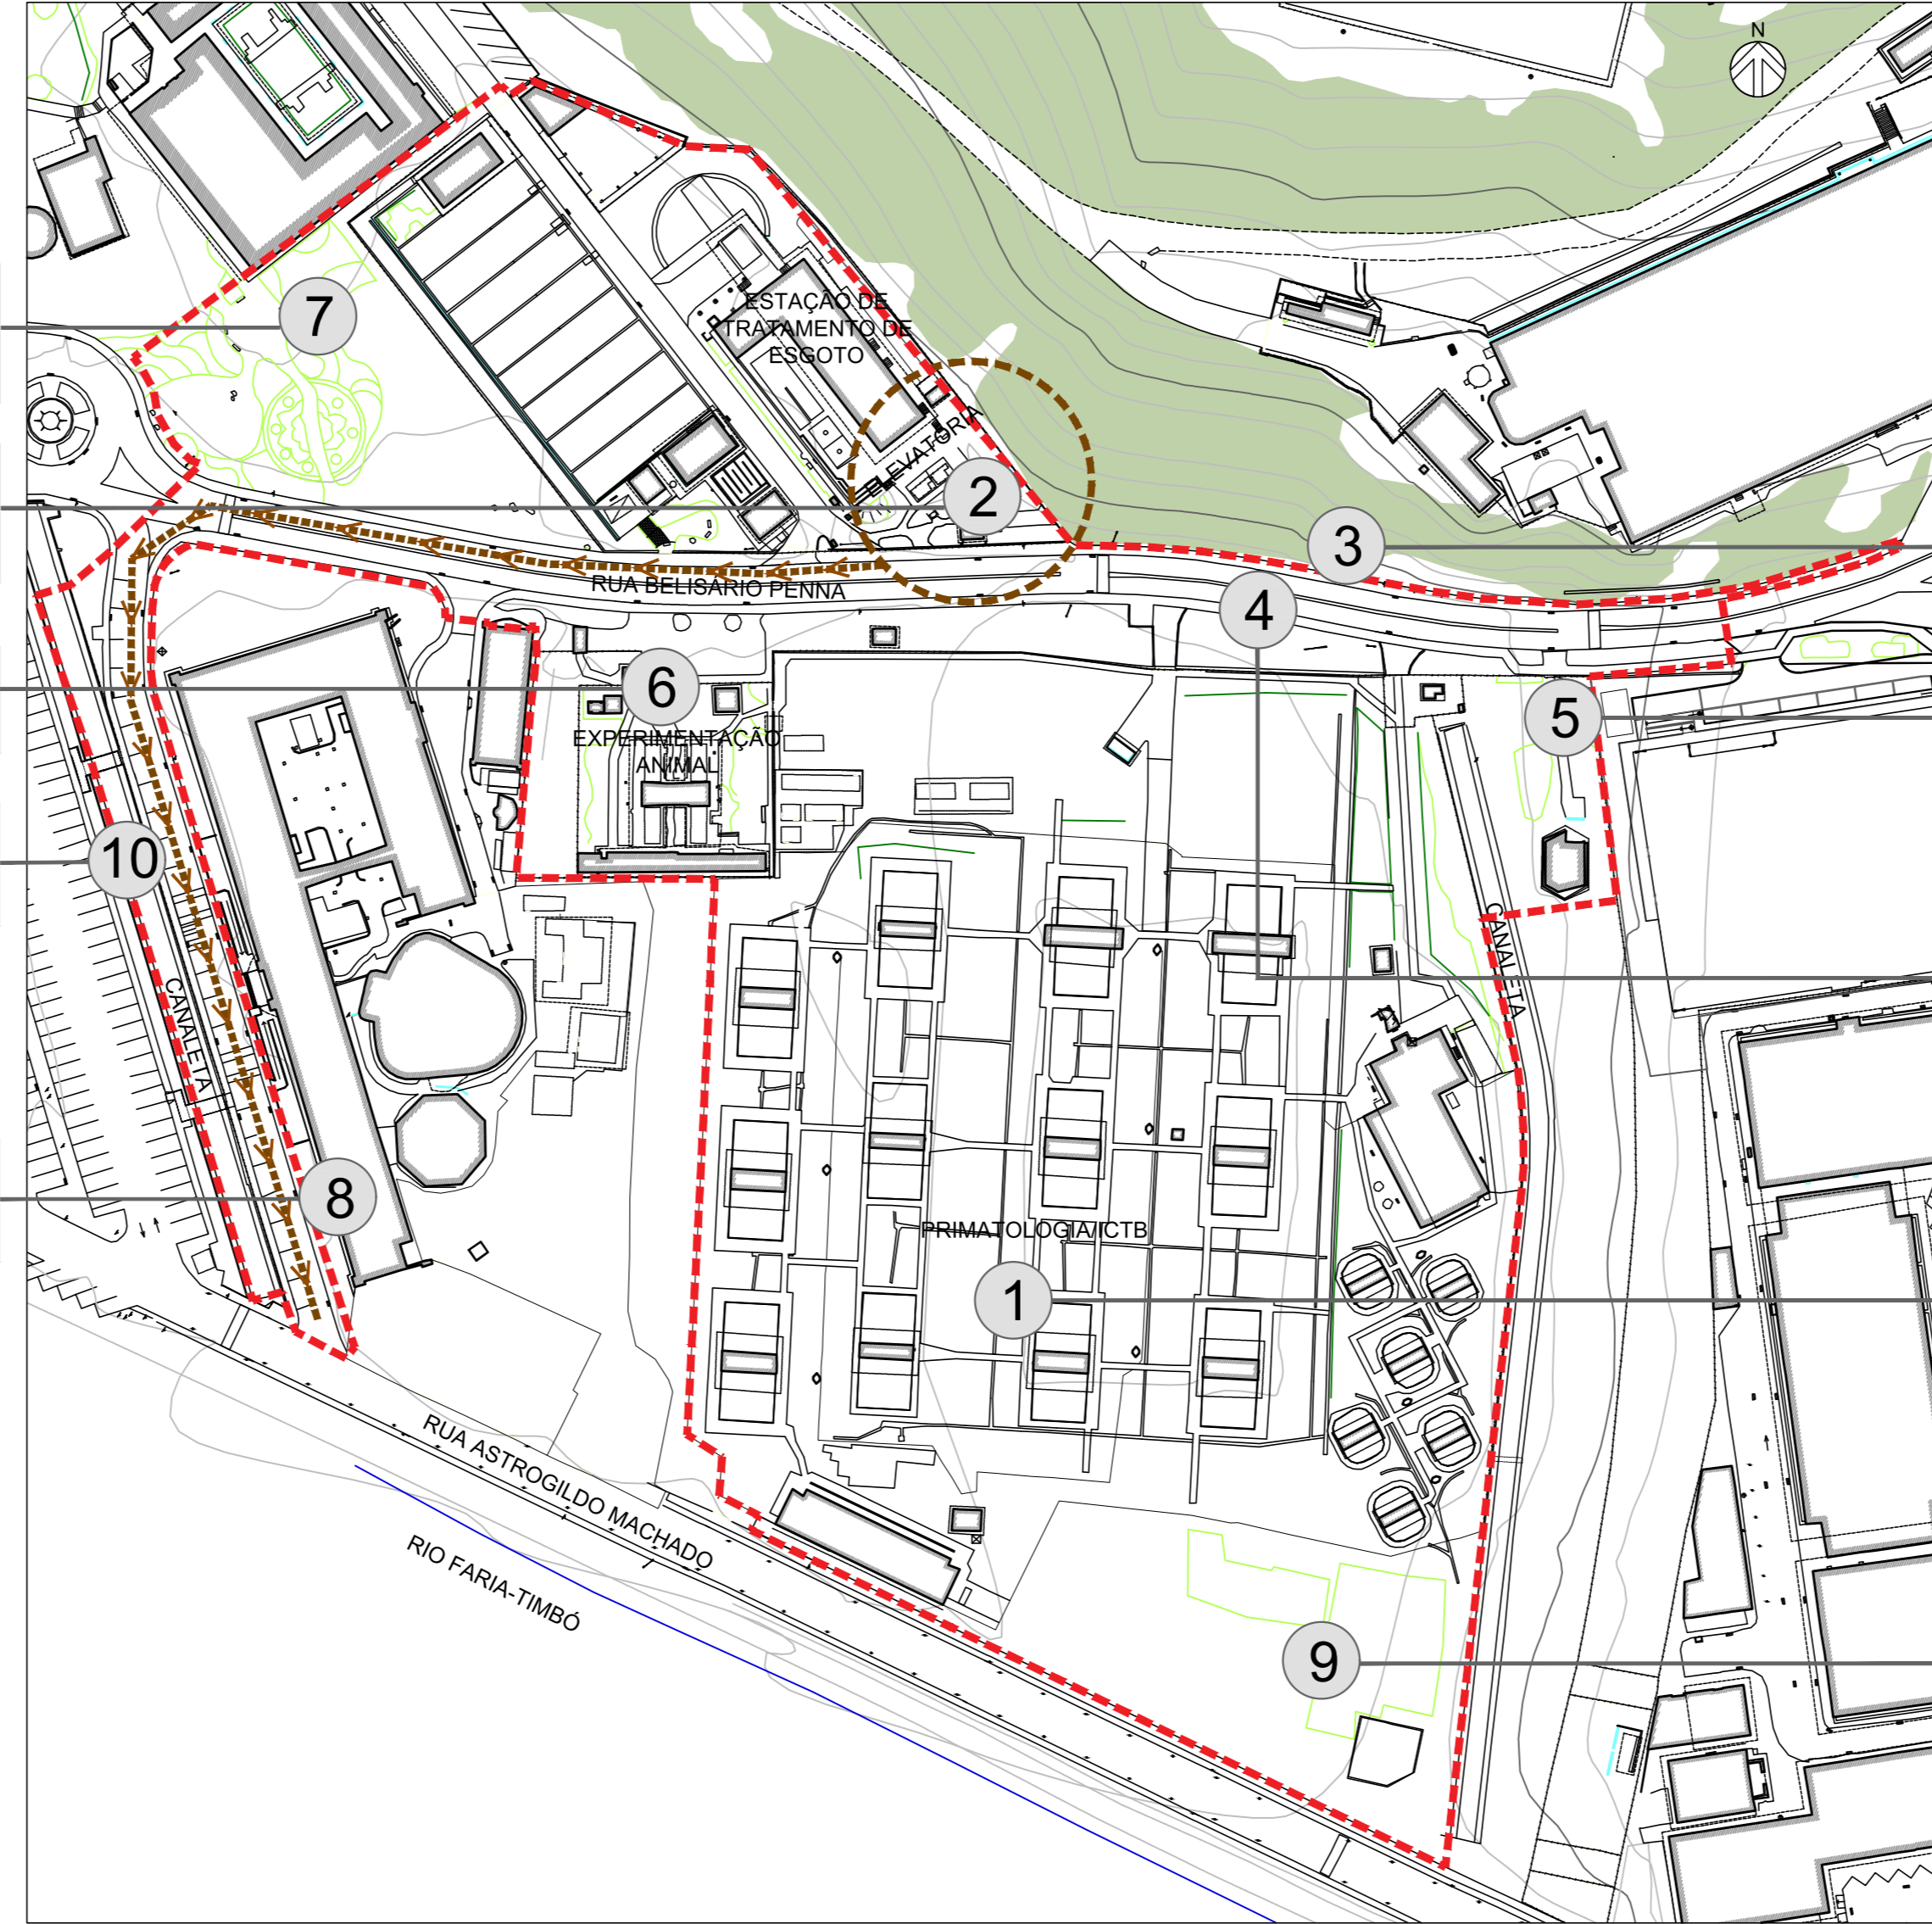 N
7
ESTAÇÃO DE
TRATAMENTO DE
ESGOTO
EVATÓRIA
2
3
RUA BELISÁRIO PENNA
4
6
5
EXPERIMENTAÇÃO
ANIMAL
10
CANALETA
CANALETA
8
PRIMATOLOGIA/ICTB
1
RUA ASTROGILDO MACHADO
RIO FARIA-TIMBÓ
9